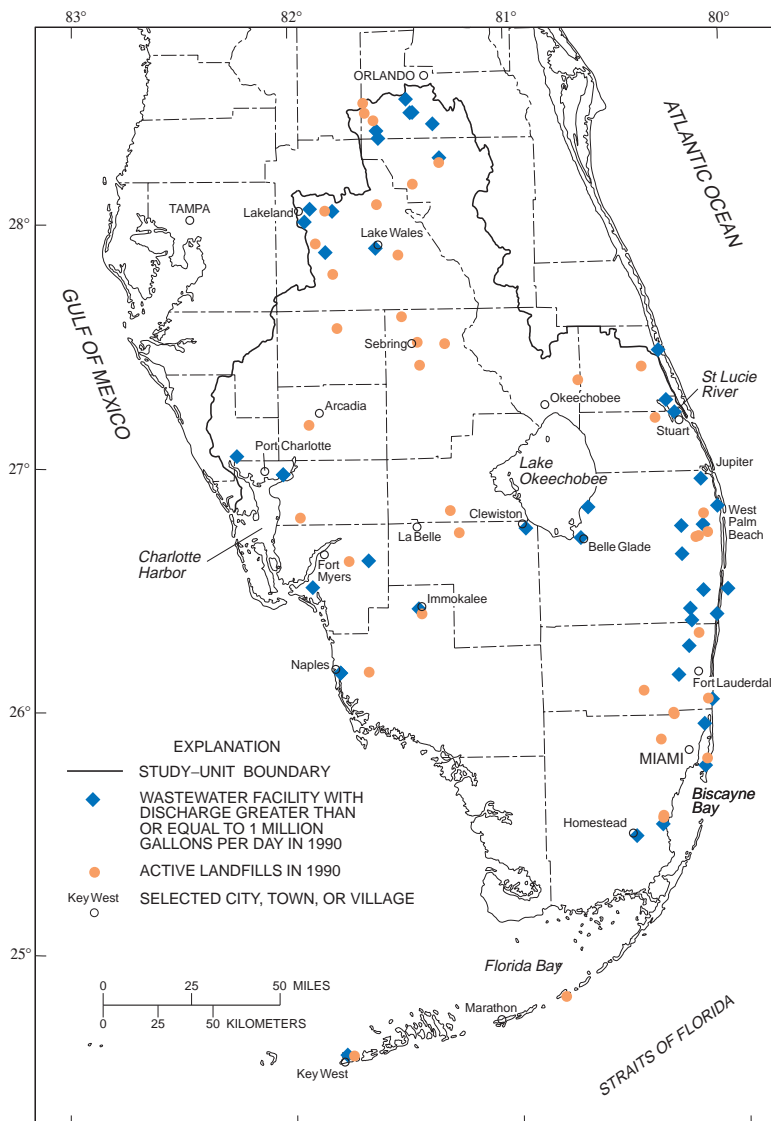 83° 82° 81° 80°
ORLANDO
ATLANTIC OCEAN
28°
TAMPA
Lakeland
Lake Wales
GULF OF MEXICO
Sebring
Okeechobee
St Lucie
River
Arcadia
Stuart
Port Charlotte
27°
Lake
Okeechobee
Jupiter
West
Palm
Beach
Clewiston
La Belle
Belle Glade
Charlotte
Harbor
Fort
Myers
Immokalee
Naples
Fort Lauderdal
26°
MIAMI
Biscayne
Bay
Homestead
EXPLANATION
STUDY–UNIT BOUNDARY
WASTEWATER FACILITY WITH
DISCHARGE GREATER THAN
OR EQUAL TO 1 MILLION
GALLONS PER DAY IN 1990
ACTIVE LANDFILLS IN 1990
Key West
SELECTED CITY, TOWN, OR VILLAGE
25°
Florida Bay
0 25 50 MILES
0 25 50 KILOMETERS
Marathon
STRAITS OF FLORIDA
Key West